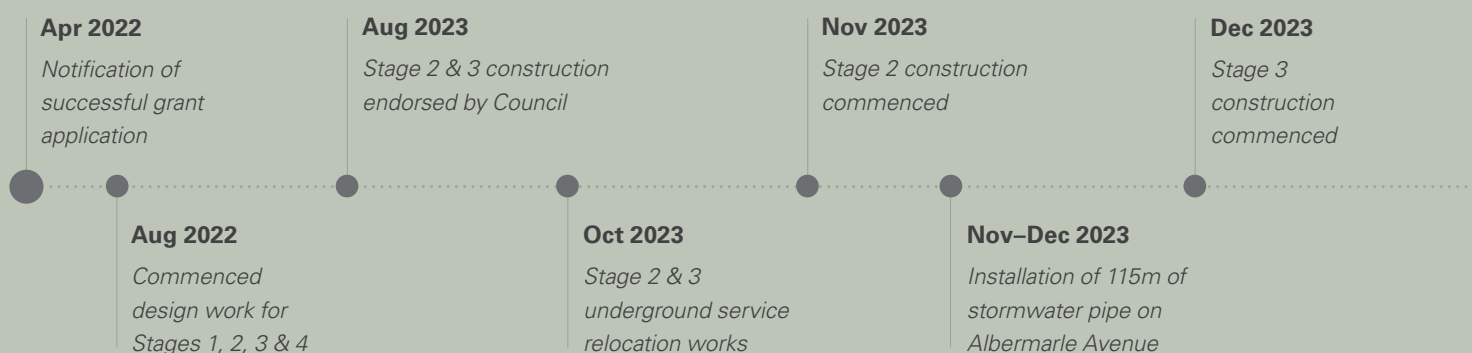 Apr 2022
Notification of
successful grant
application
Aug 2022
Commenced
design work for
Stages 1, 2, 3 & 4
Aug 2023
Stage 2 & 3 construction
endorsed by Council
Oct 2023
Stage 2 & 3
underground service
relocation works
Nov 2023
Stage 2 construction
commenced
Nov–Dec 2023
Installation of 115m of
stormwater pipe on
Albermarle Avenue
Dec 2023
Stage 3
construction
commenced